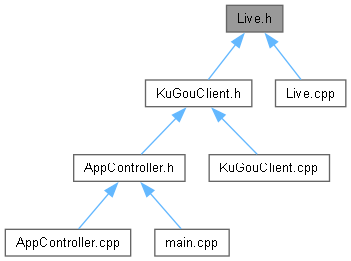 Live.h
KuGouClient.h
Live.cpp
AppController.h
KuGouClient.cpp
AppController.cpp
main.cpp